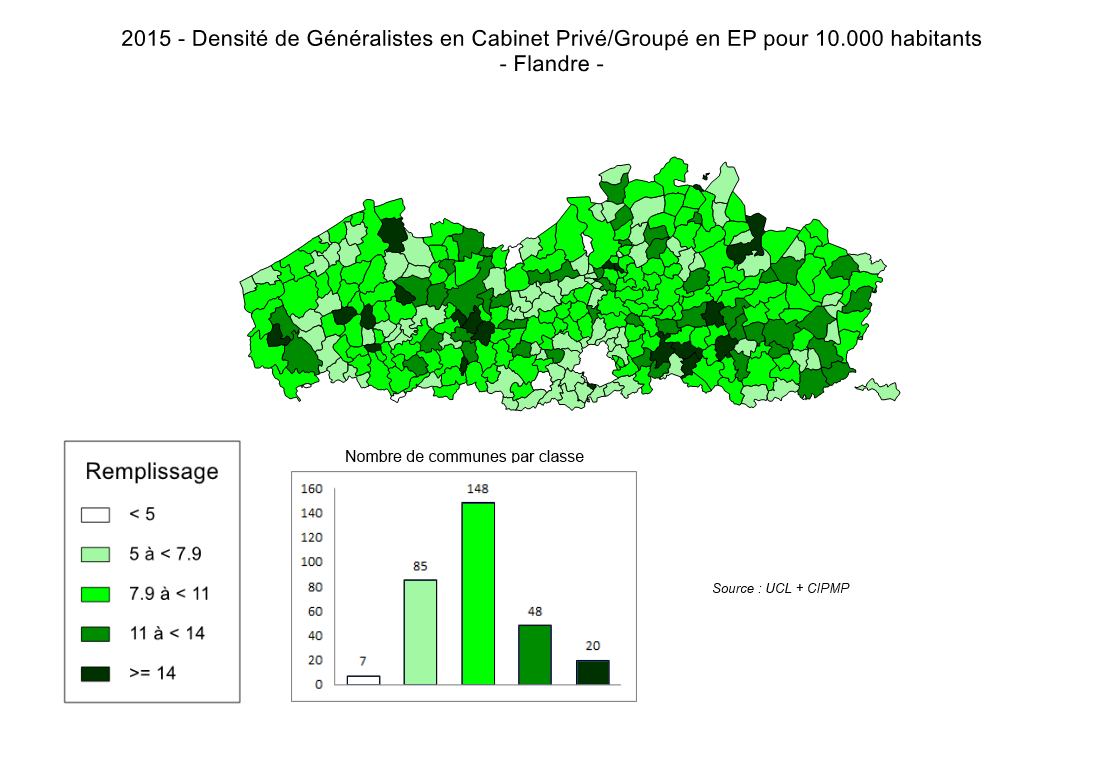 2015 - Densité de Généralistes en Cabinet Privé/Groupé en EP pour 10.000 habitants
- Flandre -
Remplissage
< 5
5 à < 7.9
7.9 à < 11
11 à < 14
>= 14
Nombre de communes par classe
160
140
120
100
80
60
40
20
0
7
85
148
48
20
Source : UCL + CIPMP